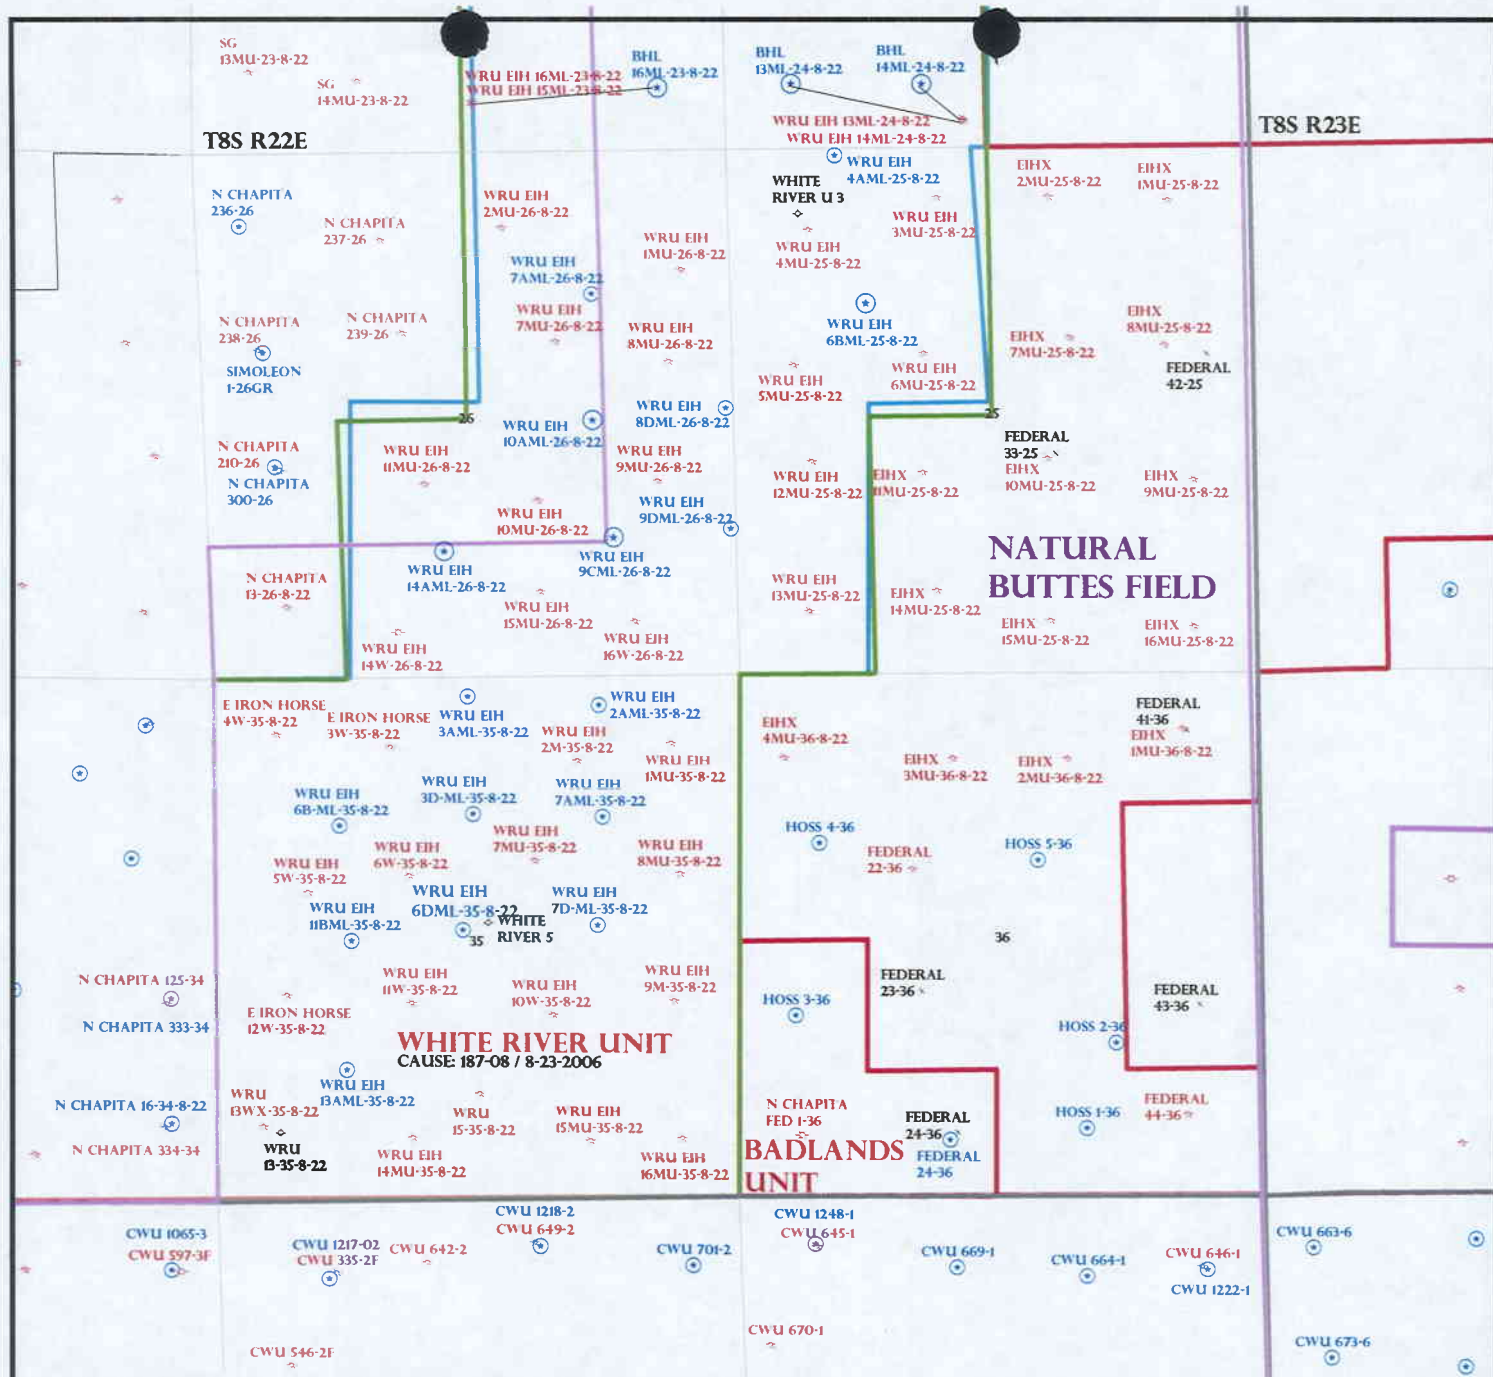 SG
13MU-23-8-22
SG
14MU-23-8-22
WRU EIH 16ML-23-8-22
WRU EIH 15ML-23-8-22
BHL
16ML-23-8-22
BHL
13ML-24-8-22
BHL
14ML-24-8-22
WRU EIH 13ML-24-8-22
WRU EIH 14ML-24-8-22
T8S R22E
T8S R23E
WRU EIH
4AML-25-8-22
WHITE
RIVER U 3
EIHX
2MU-25-8-22
EIHX
1MU-25-8-22
N CHAPITA
236-26
N CHAPITA
237-26
WRU EIH
2MU-26-8-22
WRU EIH
1MU-26-8-22
WRU EIH
3MU-25-8-22
WRU EIH
4MU-25-8-22
WRU EIH
7AML-26-8-22
WRU EIH
7MU-26-8-22
WRU EIH
8MU-26-8-22
WRU EIH
6BML-25-8-22
N CHAPITA
238-26
N CHAPITA
239-26
SIMOLEON
1-26GR
EIHX
7MU-25-8-22
EIHX
8MU-25-8-22
FEDERAL
42-25
WRU EIH
5MU-25-8-22
WRU EIH
6MU-25-8-22
26
25
WRU EIH
10AML-26-8-22
WRU EIH
8DML-26-8-22
N CHAPITA
210-26
N CHAPITA
300-26
WRU EIH
11MU-26-8-22
WRU EIH
9MU-26-8-22
FEDERAL
33-25
WRU EIH
12MU-25-8-22
EIHX
11MU-25-8-22
EIHX
10MU-25-8-22
EIHX
9MU-25-8-22
WRU EIH
10MU-26-8-22
WRU EIH
9DML-26-8-22
NATURAL
BUTTES FIELD
WRU EIH
14AML-26-8-22
WRU EIH
9CML-26-8-22
N CHAPITA
13-26-8-22
WRU EIH
15MU-26-8-22
WRU EIH
16W-26-8-22
WRU EIH
13MU-25-8-22
EIHX
14MU-25-8-22
EIHX
15MU-25-8-22
EIHX
16MU-25-8-22
WRU EIH
14W-26-8-22
E IRON HORSE
4W-35-8-22
E IRON HORSE
3W-35-8-22
WRU EIH
3AML-35-8-22
WRU EIH
2AML-35-8-22
WRU EIH
2M-35-8-22
WRU EIH
1MU-35-8-22
EIHX
4MU-36-8-22
EIHX
3MU-36-8-22
EIHX
2MU-36-8-22
FEDERAL
41-36
EIHX
1MU-36-8-22
WRU EIH
6B-ML-35-8-22
WRU EIH
3D-ML-35-8-22
WRU EIH
7AML-35-8-22
HOSS 4-36
HOSS 5-36
WRU EIH
5W-35-8-22
WRU EIH
6W-35-8-22
WRU EIH
7MU-35-8-22
WRU EIH
8MU-35-8-22
FEDERAL
22-36
WRU EIH
11BML-35-8-22
WRU EIH
6DML-35-8-22
WRU EIH
7D-ML-35-8-22
WHITE
RIVER 5
35
36
N CHAPITA 125-34
N CHAPITA 333-34
WRU EIH
11W-35-8-22
WRU EIH
10W-35-8-22
WRU EIH
9M-35-8-22
E IRON HORSE
12W-35-8-22
HOSS 3-36
FEDERAL
23-36
HOSS 2-36
FEDERAL
43-36
WHITE RIVER UNIT
CAUSE: 187-08 / 8-23-2006
WRU EIH
13AML-35-8-22
N CHAPITA 16-34-8-22
N CHAPITA 334-34
WRU
13WX-35-8-22
WRU
13-35-8-22
WRU EIH
14MU-35-8-22
WRU
15-35-8-22
WRU EIH
15MU-35-8-22
WRU EIH
16MU-35-8-22
N CHAPITA
FED 1-36
BADLANDS
UNIT
FEDERAL
24-36
FEDERAL
24-36
HOSS 1-36
FEDERAL
44-36
CWU 1065-3
CWU 597-3F
CWU 1217-02
CWU 335-2F
CWU 642-2
CWU 1218-2
CWU 649-2
CWU 701-2
CWU 1248-1
CWU 645-1
CWU 669-1
CWU 664-1
CWU 646-1
CWU 1222-1
CWU 663-6
CWU 546-2F
CWU 670-1
CWU 673-6